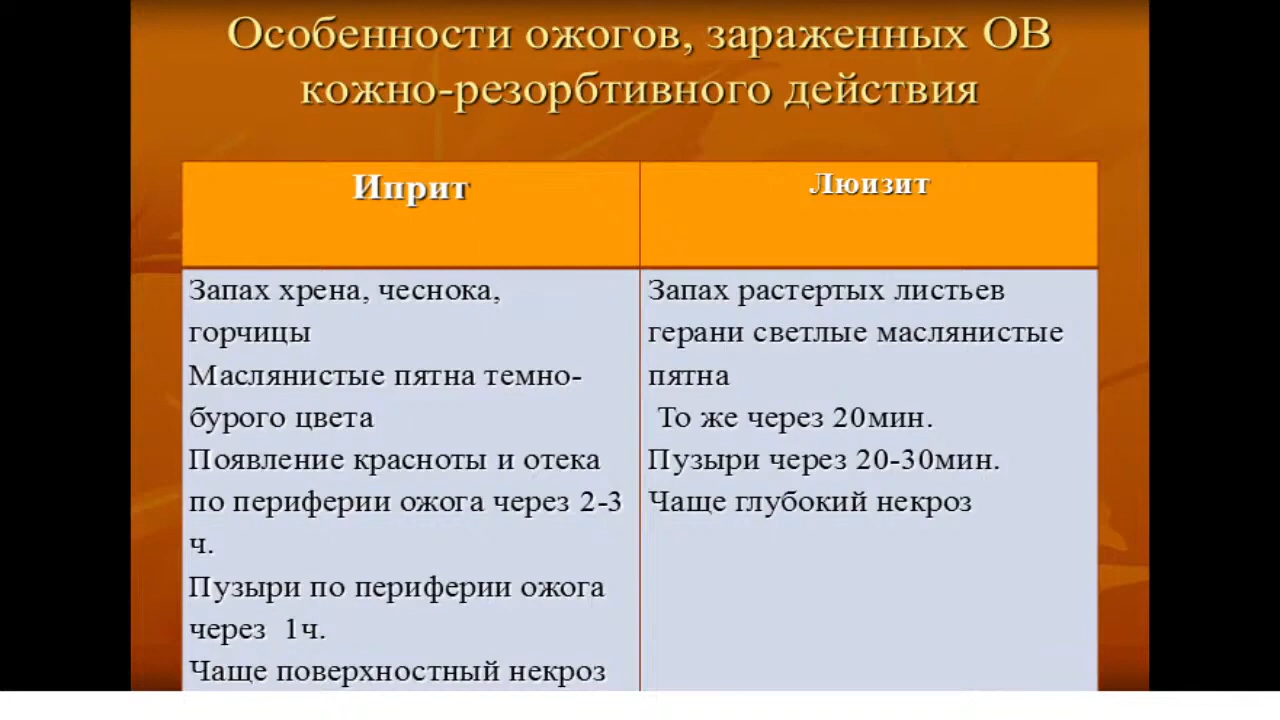 Особенности ожогов, зараженных ОВ
кожно-резорбтивного действия
Иприт
Люизит
Запах хрена, чеснока,
горчицы
Маслянистые пятна темно-
бурого цвета
Появление красноты и отека
по периферии ожога через 2-3
ч.
Пузыри по периферии ожога
через 1ч.
Чаще поверхностный некроз
Запах растертых листьев
герани светлые маслянистые
пятна
То же через 20мин.
Пузыри через 20-30мин.
Чаще глубокий некроз